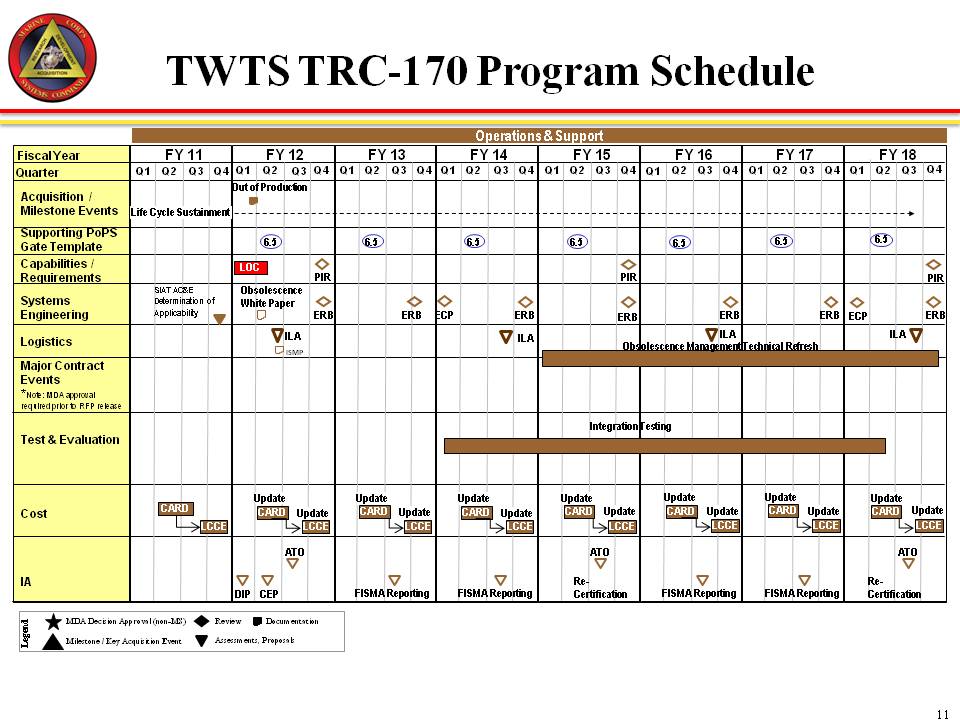 MARINE CORPS
RESEARCH DEVELOPMENT
ACQUISITION
SYSTEMS COMMAND
TWTS TRC-170 Program Schedule
Operations & Support
Fiscal Year FY 11 FY 12 FY 13 FY 14 FY 15 FY 16 FY 17 FY 18
Quarter Q1 Q2 Q3 Q4 Q1 Q2 Q3 Q4 Q1 Q2 Q3 Q4 Q1 Q2 Q3 Q4 Q1 Q2 Q3 Q4 Q1 Q2 Q3 Q4 Q1 Q2 Q3 Q4 Q1 Q2 Q3 Q4
Acquisition /
Milestone Events
Out of Production
Life Cycle Sustainment
Supporting PoPS
Gate Template
6.5 6.5 6.5 6.5 6.5 6.5 6.5
Capabilities /
Requirements
LOC PIR PIR PIR
Systems
Engineering
SIAT AC&E
Determination of
Applicability
Obsolescence
White Paper
ERB ERB ECP ERB ERB ERB ERB ECP ERB
Logistics
ILA ILA ILA ILA
ISMP
Major Contract
Events
*Note: MDA approval
required prior to RFP release
Obsolescence Management Technical Refresh
Test & Evaluation
Integration Testing
Cost
CARD LCCE
Update CARD Update LCCE
Update CARD Update LCCE
Update CARD Update LCCE
Update CARD Update LCCE
Update CARD Update LCCE
Update CARD Update LCCE
Update CARD Update LCCE
IA
ATO ATO ATO
DIP CEP FISMA Reporting FISMA Reporting Re-
Certification FISMA Reporting FISMA Reporting Re-
Certification
Legend
MDA Decision Approval (non-MS) Review Documentation
Milestone / Key Acquisition Event Assessments, Proposals
11